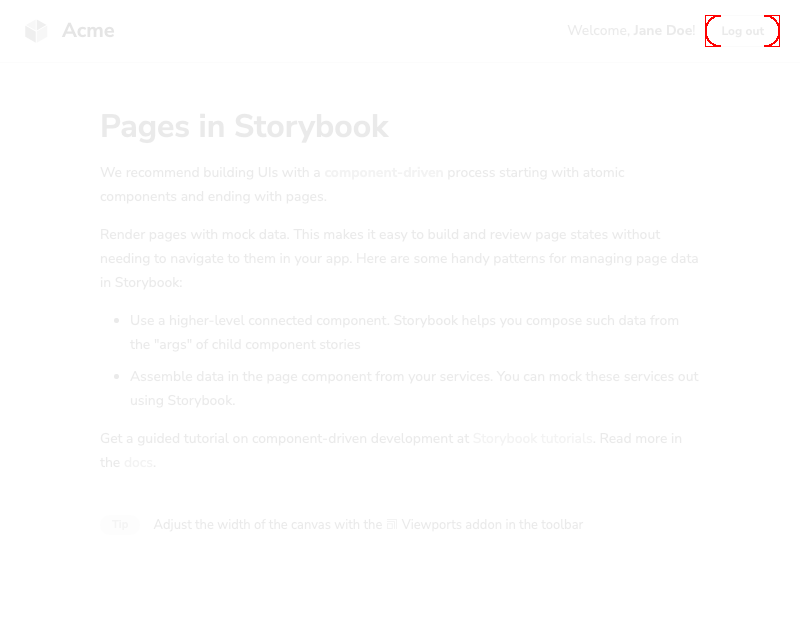 Acme
Welcome, Jane Doe!
Log out
Pages in Storybook
We recommend building UIs with a component-driven process starting with atomic
components and ending with pages.
Render pages with mock data. This makes it easy to build and review page states without
needing to navigate to them in your app. Here are some handy patterns for managing page data
in Storybook:
Use a higher-level connected component. Storybook helps you compose such data from
the "args" of child component stories
Assemble data in the page component from your services. You can mock these services out
using Storybook.
Get a guided tutorial on component-driven development at Storybook tutorials. Read more in
the docs.
Tip
Adjust the width of the canvas with the Viewports addon in the toolbar